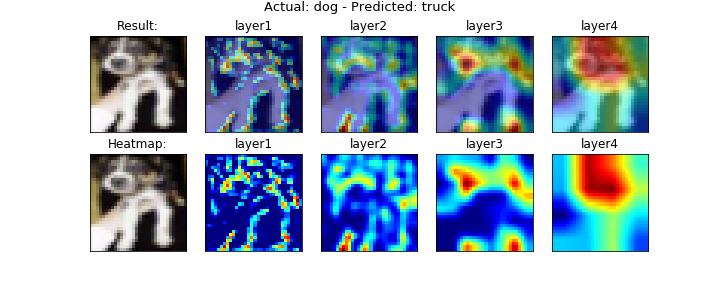 Actual: dog - Predicted: truck
Result: layer1 layer2 layer3 layer4
Heatmap: layer1 layer2 layer3 layer4